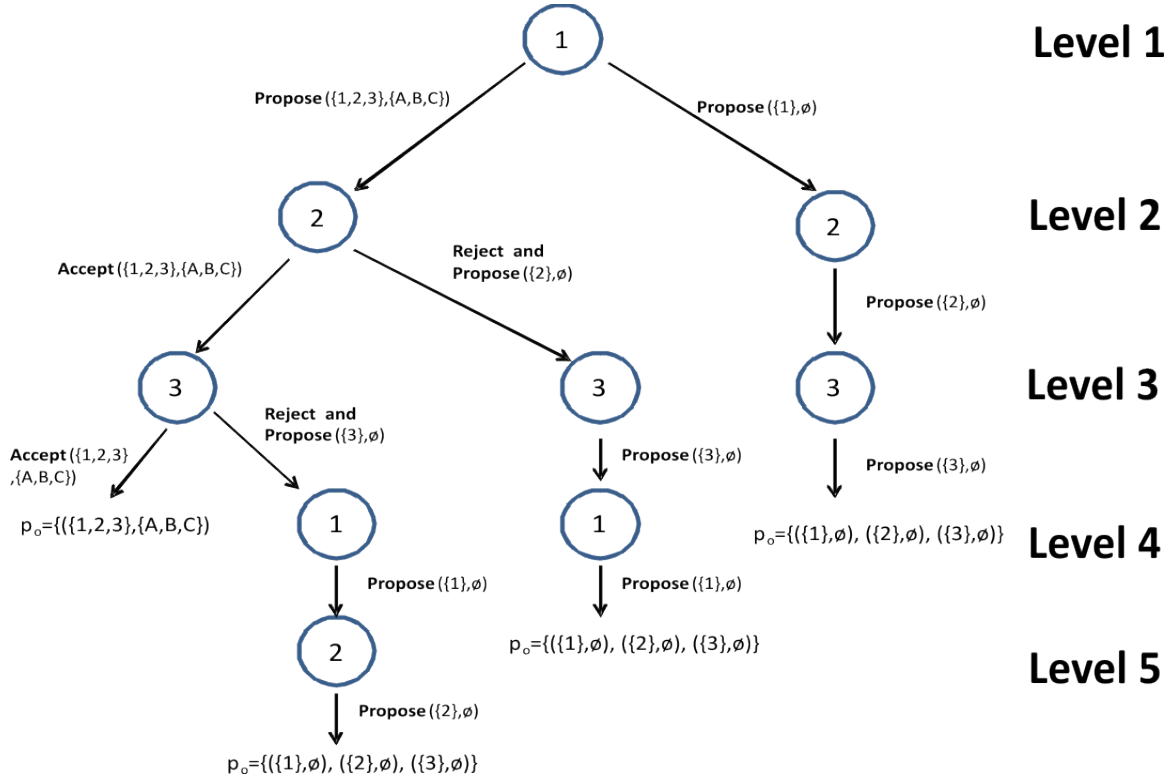 1
Level 1
Propose({1,2,3},{A,B,C})
Propose({1},ø)
2
2
Level 2
Accept({1,2,3},{A,B,C})
Reject and
Propose({2},ø)
Propose({2},ø)
3
3
3
Level 3
Reject and
Propose({3},ø)
Accept({1,2,3}
,{A,B,C})
Propose({3},ø)
Propose({3},ø)
pₒ={({1,2,3},{A,B,C})
1
1
pₒ={({1},ø), ({2},ø), ({3},ø)}
Level 4
Propose({1},ø)
Propose({1},ø)
2
pₒ={({1},ø), ({2},ø), ({3},ø)}
Level 5
Propose({2},ø)
pₒ={({1},ø), ({2},ø), ({3},ø)}